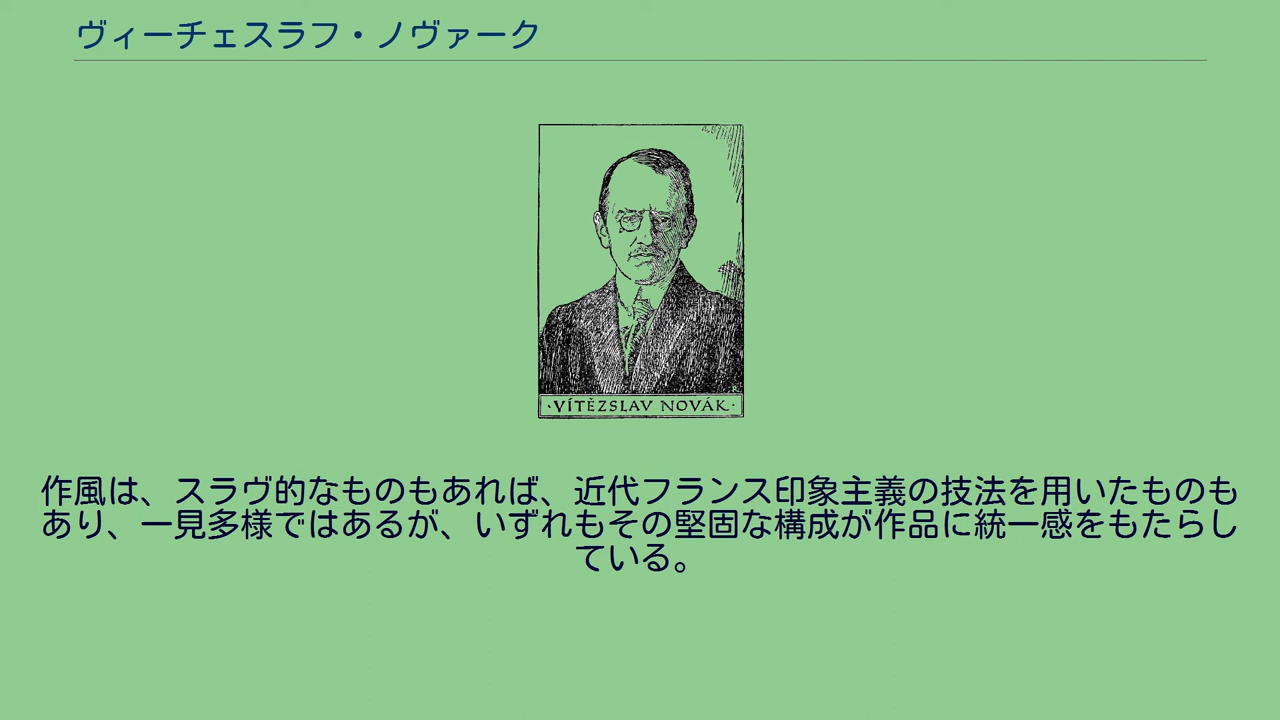 ヴィーチェスラフ・ノヴァーク
·VÍTĚZSLAV NOVÁK·
作風は、スラヴ的なものもあれば、近代フランス印象主義の技法を用いたものも
あり、一見多様ではあるが、いずれもその堅固な構成が作品に統一感をもたらし
ている。